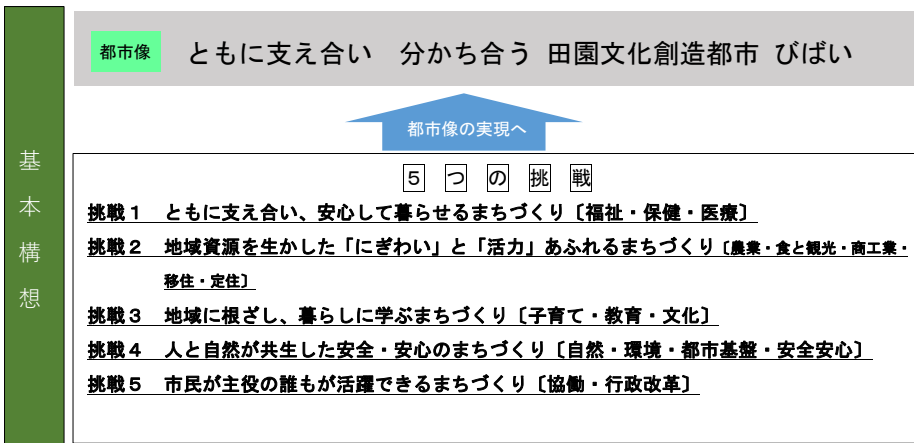 都市像 ともに支え合い 分かち合う 田園文化創造都市 びばい
都市像の実現へ
基本構想
5つの挑戦
挑戦1 ともに支え合い、安心して暮らせるまちづくり〔福祉・保健・医療〕
挑戦2 地域資源を生かした「にぎわい」と「活力」あふれるまちづくり〔農業・食と観光・商工業・
移住・定住〕
挑戦3 地域に根ざし、暮らしに学ぶまちづくり〔子育て・教育・文化〕
挑戦4 人と自然が共生した安全・安心のまちづくり〔自然・環境・都市基盤・安全安心〕
挑戦5 市民が主役の誰もが活躍できるまちづくり〔協働・行政改革〕